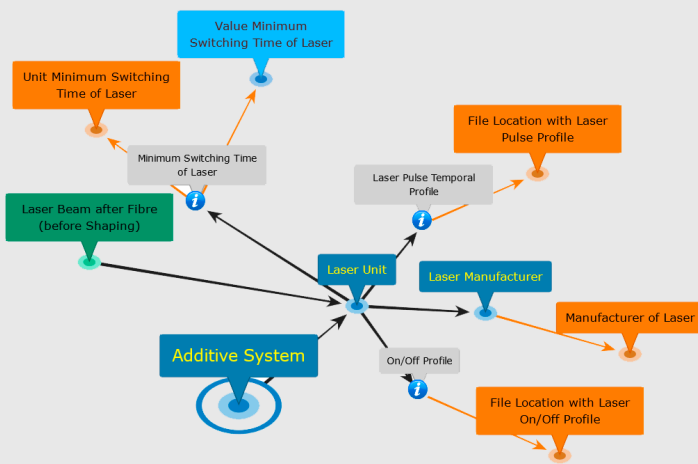 Value Minimum
Switching Time of Laser
Unit Minimum Switching
Time of Laser
File Location with Laser
Pulse Profile
Minimum Switching Time
of Laser
Laser Pulse Temporal
Profile
i
i
Laser Beam after Fibre
(before Shaping)
Laser Unit
Laser Manufacturer
Manufacturer of Laser
Additive System
On/Off Profile
i
File Location with Laser
On/Off Profile